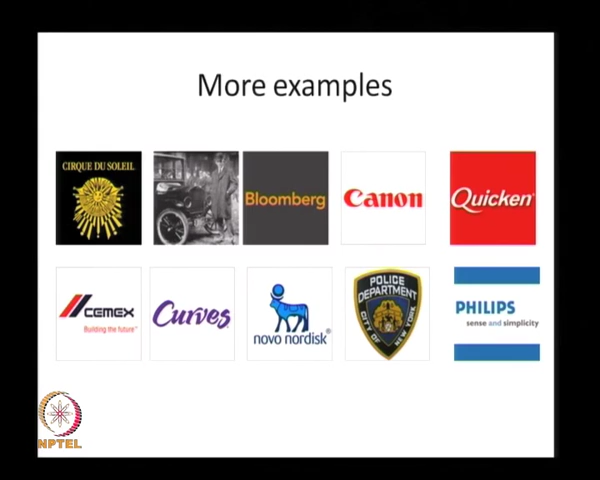 More examples
CIRQUE DU SOLEIL
Bloomberg
Canon
Quicken®
CEMEX
Building the future™
Curves
novo nordisk®
POLICE
DEPARTMENT
CITY OF NEW YORK
PHILIPS
sense and simplicity
NPTEL